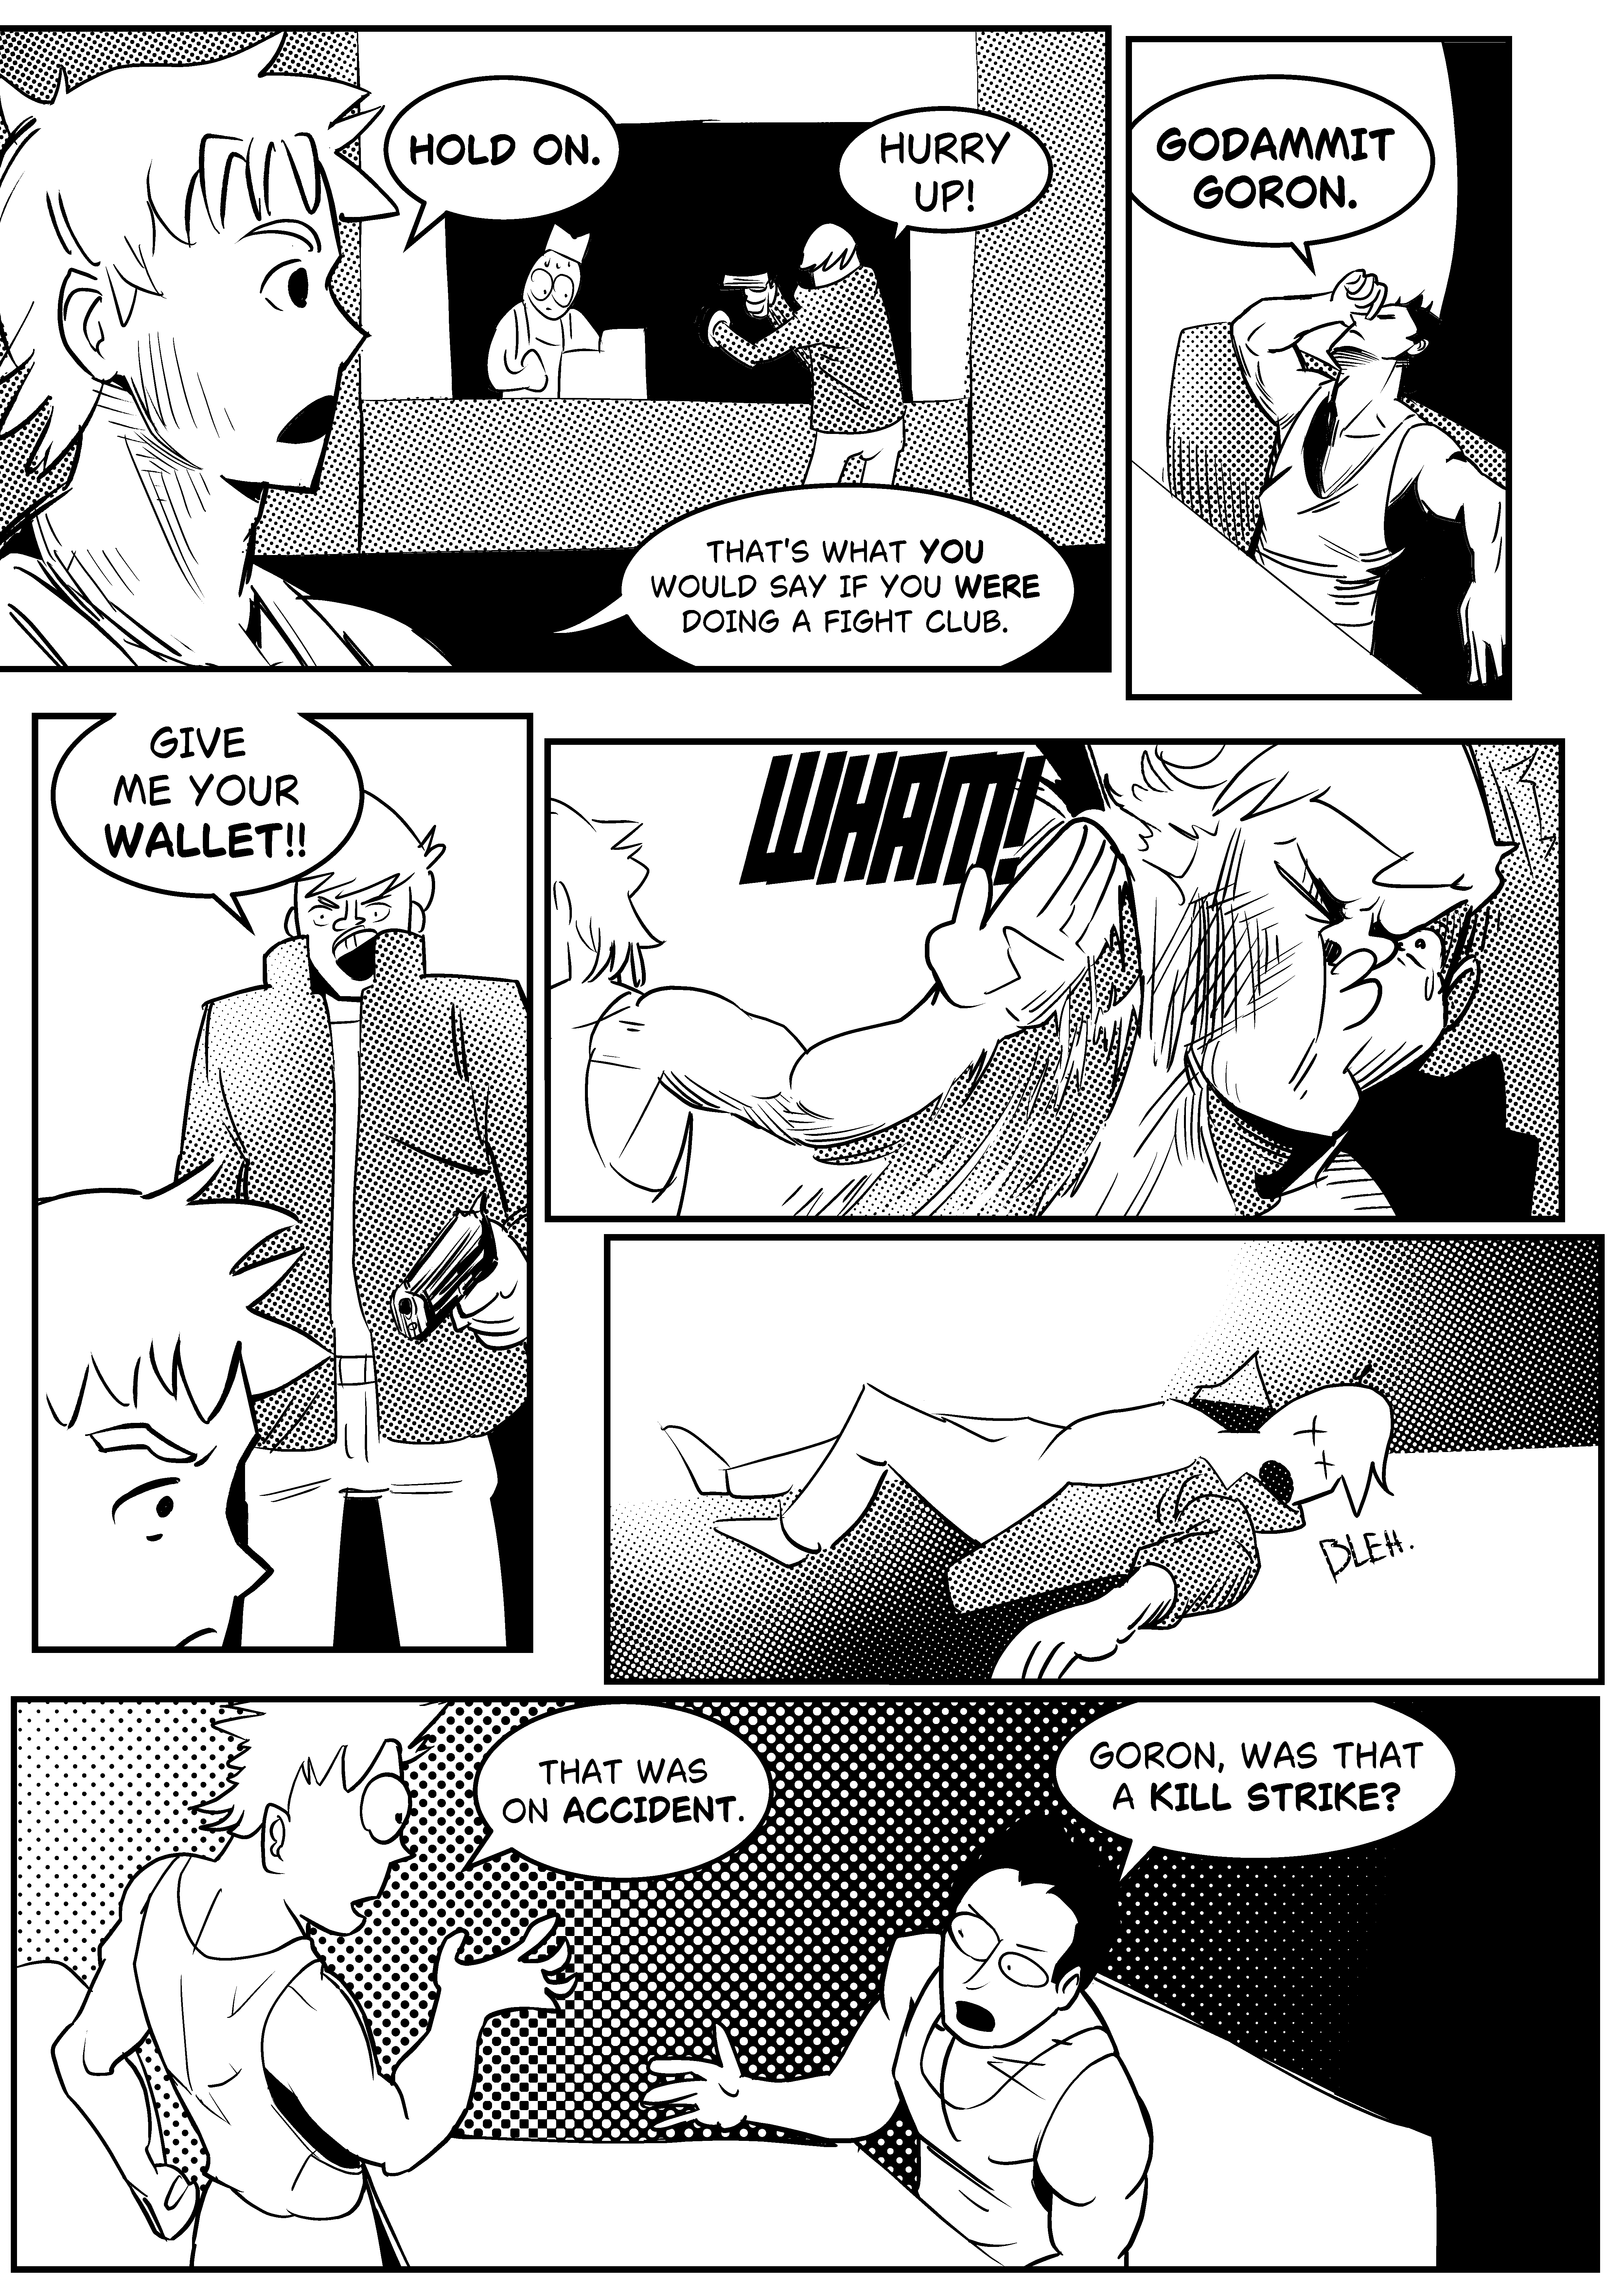 HOLD ON.
HURRY
UP!
THAT'S WHAT YOU
WOULD SAY IF YOU WERE
DOING A FIGHT CLUB.
GODAMMIT
GORON.
GIVE
ME YOUR
WALLET!!
WHAM!
BLEH.
THAT WAS
ON ACCIDENT.
GORON, WAS THAT
A KILL STRIKE?